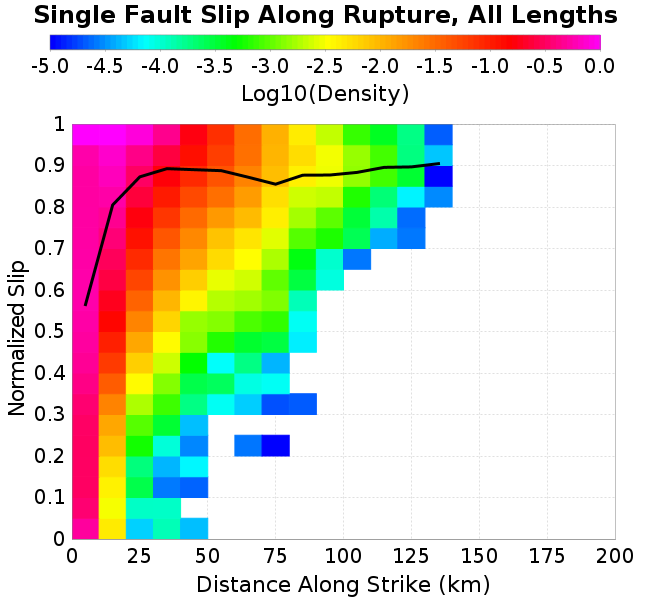 Single Fault Slip Along Rupture, All Lengths
-5.0 -4.5 -4.0 -3.5 -3.0 -2.5 -2.0 -1.5 -1.0 -0.5 0.0
Log10(Density)
1
0.9
0.8
0.7
0.6
0.5
0.4
0.3
0.2
0.1
0
Normalized Slip
0 25 50 75 100 125 150 175 200
Distance Along Strike (km)